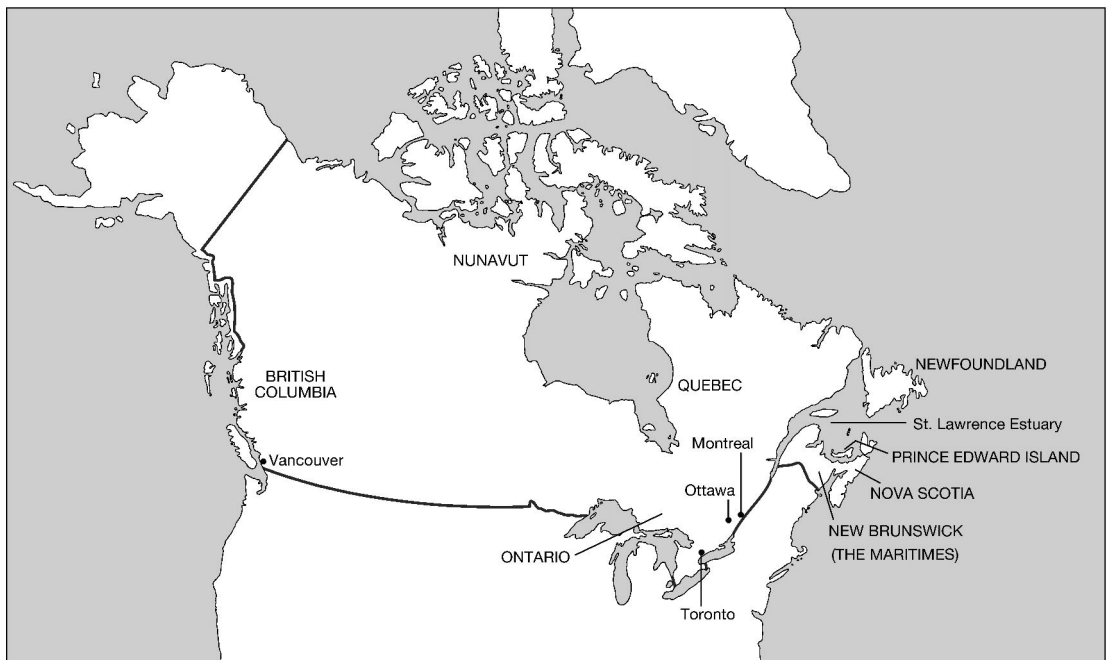 NUNAVUT
BRITISH
COLUMBIA
QUEBEC
NEWFOUNDLAND
St. Lawrence Estuary
Montreal
PRINCE EDWARD ISLAND
Vancouver
Ottawa
NOVA SCOTIA
NEW BRUNSWICK
(THE MARITIMES)
ONTARIO
Toronto